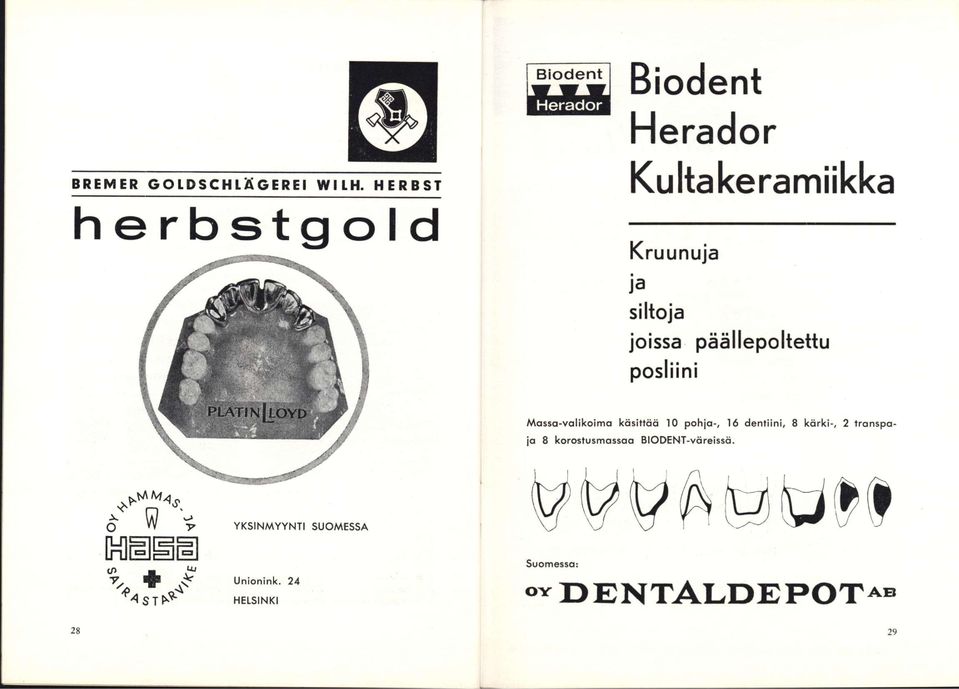 BREMER GOLDSCHLÄGEREI WILH. HERBST
herbstgold
PLATINLLOYD
OY HAMMAS- JA
Hasa
SAIRASTARVIKE
YKSINMYYNTI SUOMESSA
Unionink. 24
HELSINKI
28
Biodent
Herador
Biodent
Herador
Kultakeramiikka
Kruunuja
ja
siltoja
joissa päällepoltettu
posliini
Massa-valikoima käsittää 10 pohja-, 16 dentiini, 8 kärki-, 2 transpa-
ja 8 korostusmassaa BIODENT-väreissä.
Suomessa:
OY DENTALDEPOT AB
29